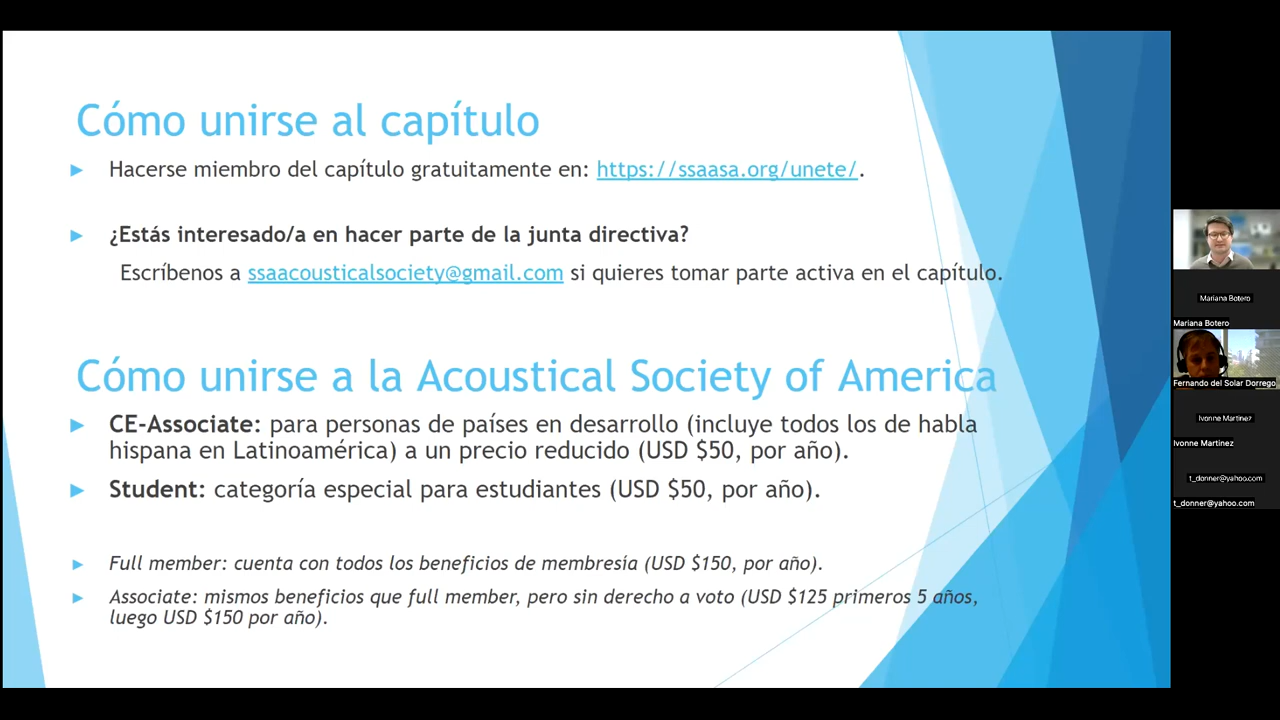 Cómo unirse al capítulo
Hacerse miembro del capítulo gratuitamente en: https://ssaasa.org/unete/.
¿Estás interesado/a en hacer parte de la junta directiva?
Escríbenos a ssaacousticalsociety@gmail.com si quieres tomar parte activa en el capítulo.
Cómo unirse a la Acoustical Society of America
CE-Associate: para personas de países en desarrollo (incluye todos los de habla
hispana en Latinoamérica) a un precio reducido (USD $50, por año).
Student: categoría especial para estudiantes (USD $50, por año).
Full member: cuenta con todos los beneficios de membresía (USD $150, por año).
Associate: mismos beneficios que full member, pero sin derecho a voto (USD $125 primeros 5 años,
luego USD $150 por año).
Mariana Botero
Mariana Botero
Fernando del Solar Dorrego
Ivonne Martinez
Ivonne Martinez
t_donner@yahoo.com
t_donner@yahoo.com